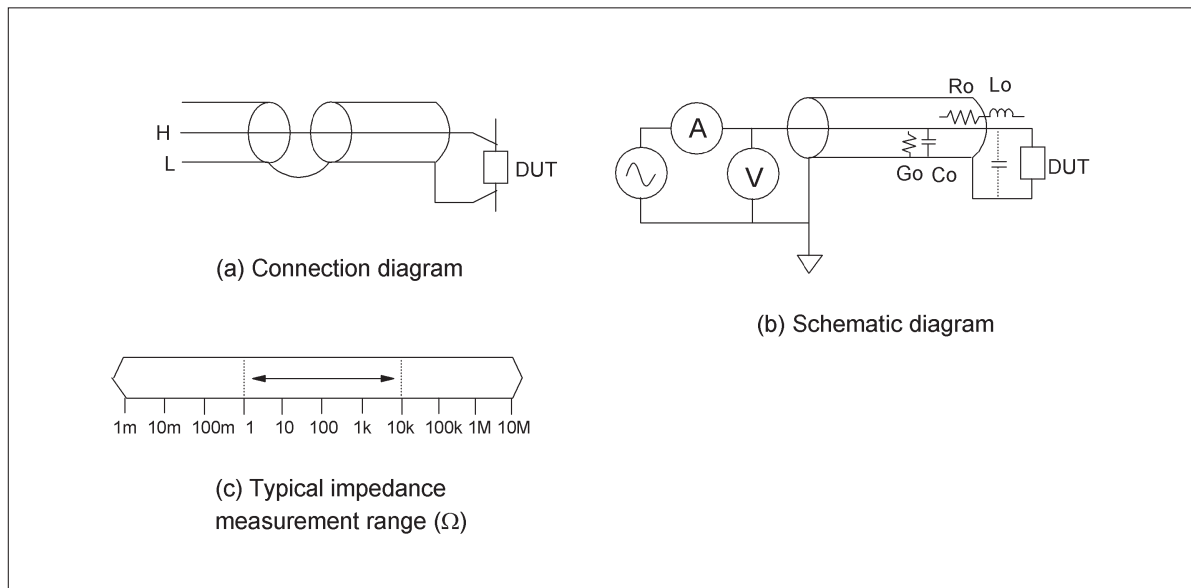 H
L
DUT
(a) Connection diagram
A
V
Ro
Lo
Go
Co
DUT
(b) Schematic diagram
1m 10m 100m 1 10 100 1k 10k 100k 1M 10M
(c) Typical impedance
measurement range (Ω)